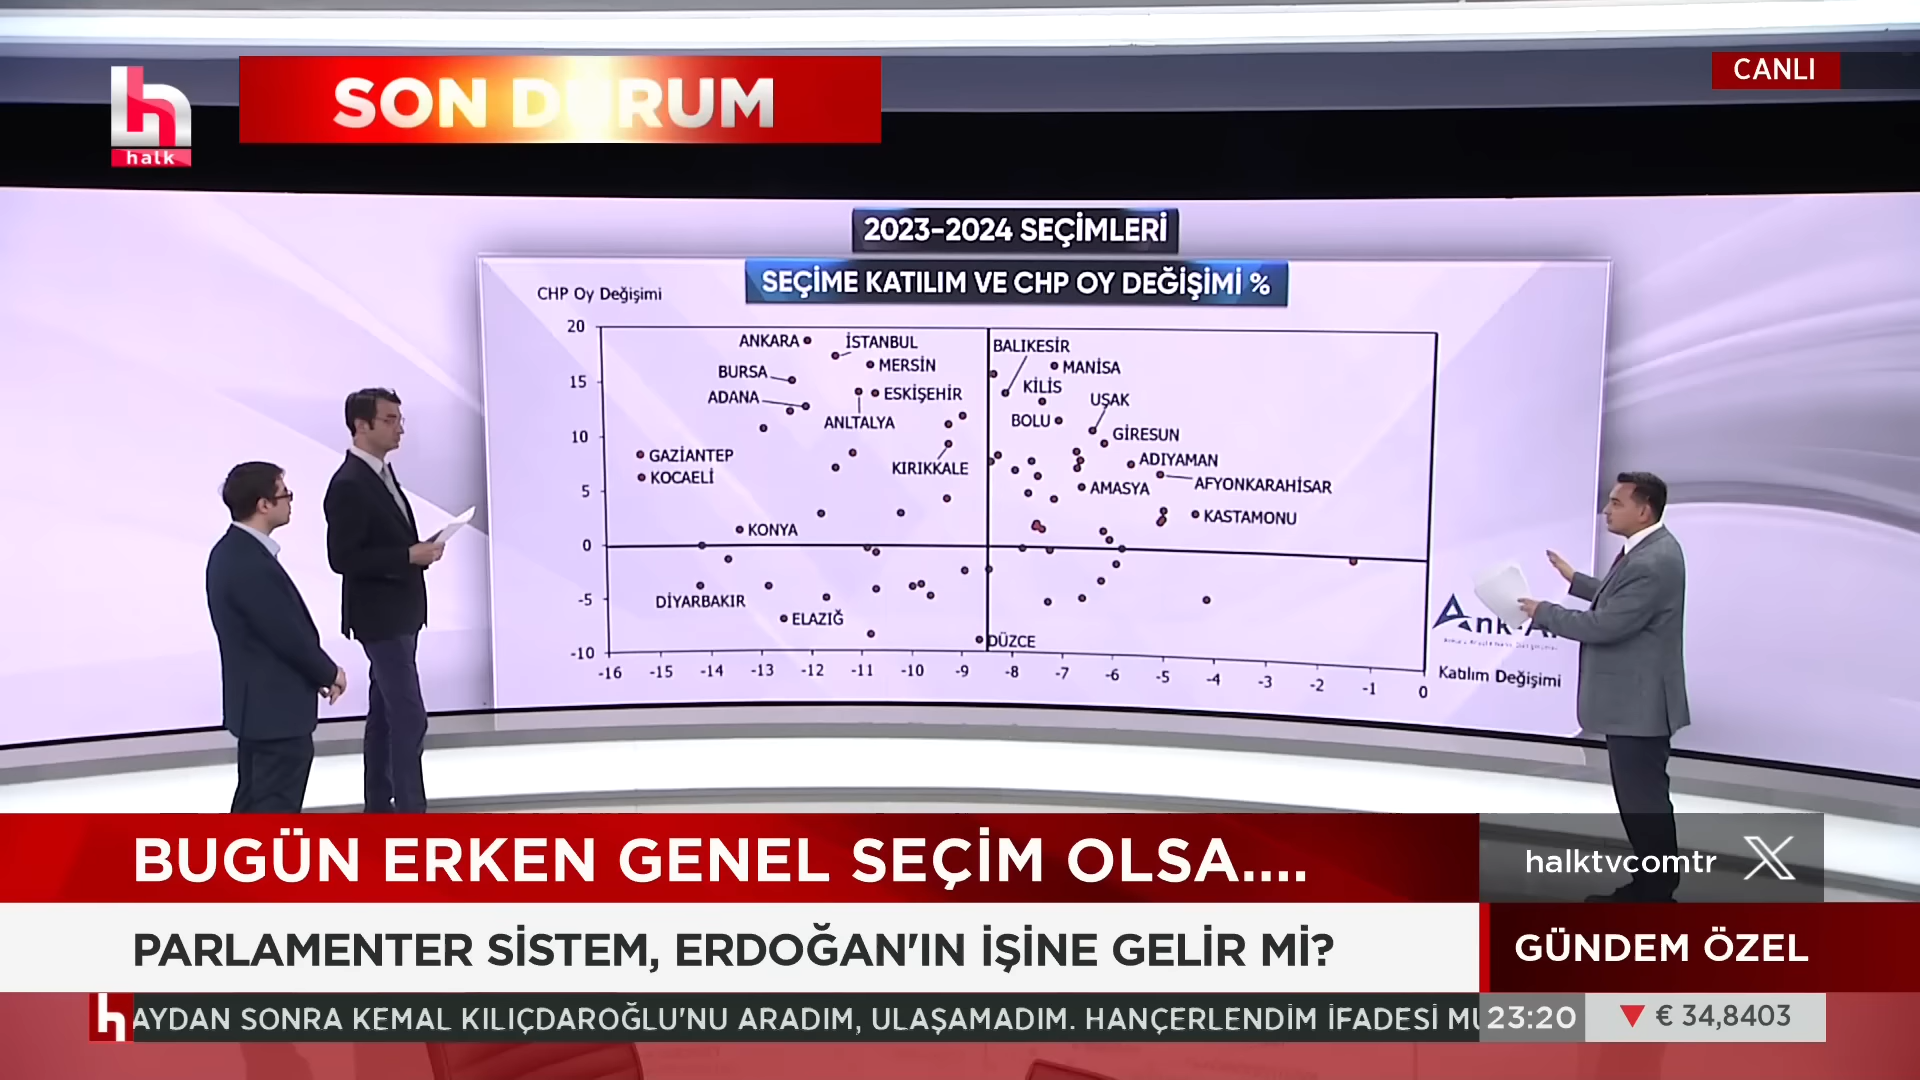 SON DURUM
CANLI
halk
2023-2024 SEÇİMLERİ
SEÇİME KATILIM VE CHP OY DEĞİŞİMİ %
CHP Oy Değişimi
20
15
10
5
0
-5
-10
ANKARA
İSTANBUL
MERSİN
BURSA
ADANA
ESKİŞEHİR
ANLTALYA
GAZİANTEP
KOCAELİ
KIRIKKALE
KONYA
DİYARBAKIR
ELAZIĞ
DÜZCE
BALIKESİR
MANİSA
KİLİS
UŞAK
BOLU
GİRESUN
ADIYAMAN
AFYONKARAHİSAR
AMASYA
KASTAMONU
-16 -15 -14 -13 -12 -11 -10 -9 -8 -7 -6 -5 -4 -3 -2 -1 0
Katılım Değişimi
BUGÜN ERKEN GENEL SEÇİM OLSA....
halktvcomtr
PARLAMENTER SİSTEM, ERDOĞAN'IN İŞİNE GELİR Mİ?
GÜNDEM ÖZEL
AYDAN SONRA KEMAL KILIÇDAROĞLU'NU ARADIM, ULAŞAMADIM. HANÇERLENDİM İFADESİ
23:20
€ 34,8403